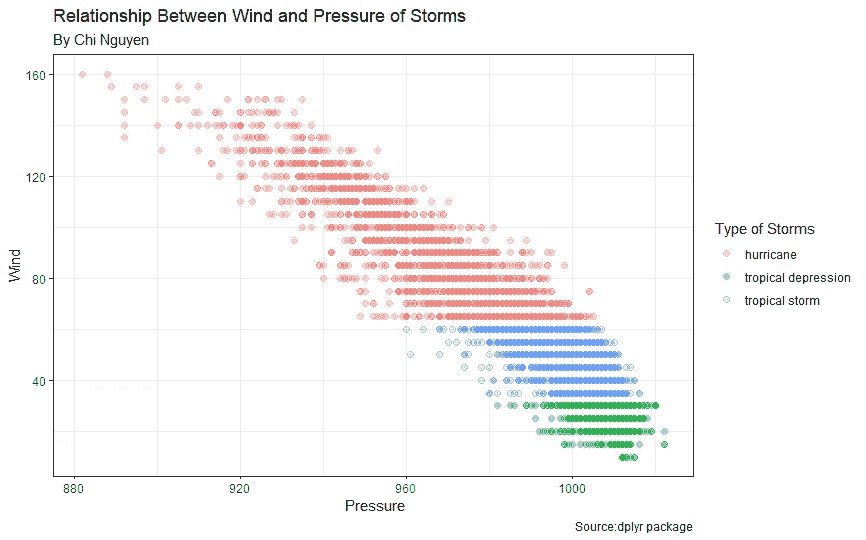 Relationship Between Wind and Pressure of Storms
By Chi Nguyen
160
120
80
40
Wind
880
920
960
1000
Pressure
Type of Storms
hurricane
tropical depression
tropical storm
Source:dplyr package